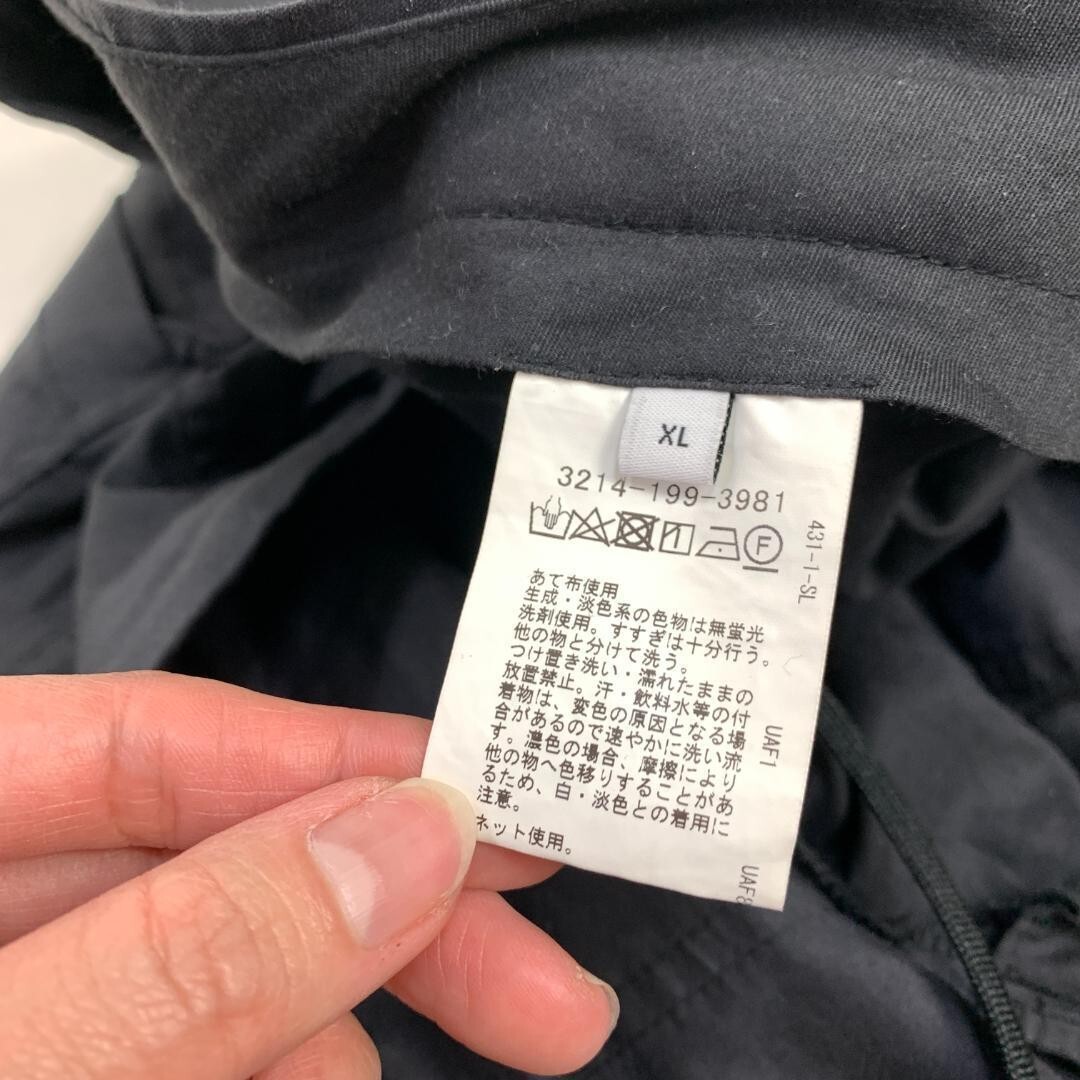 XL
3214-199-3981
F
431-1-SL
あて布使用
生成・淡色系の色物は無蛍光
洗剤使用。すすぎは十分行う。
他の物と分けて洗う。
つけ置き洗い・濡れたままの
放置禁止。汗・飲料水等の付
着物は、変色の原因となる場
合があるので速やかに洗い流
す。濃色の場合、摩擦により
他の物へ色移りすることがあ
るため、白・淡色との着用に
注意。
ネット使用。
UAF1
UAF8